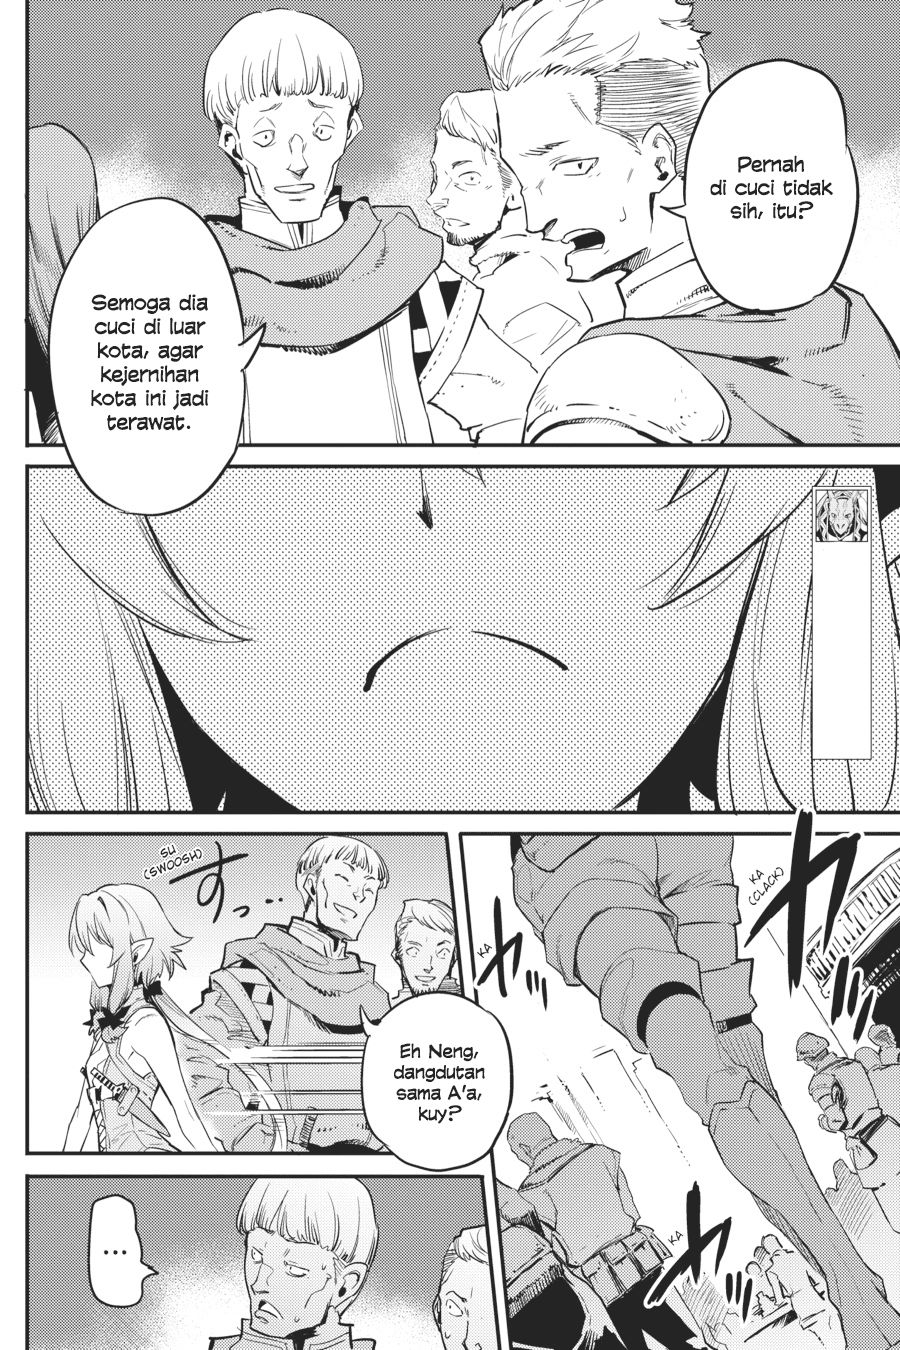 Pernah
di cuci tidak
sih, itu?
Semoga dia
cuci di luar
kota, agar
kejernihan
kota ini jadi
terawat.
カッ
KA
(CLACK)
カッ
KA
カッ
KA
すっ...
SU
(SWOOSH)
Eh Neng,
dangdutan
sama A'a,
kuy?
...